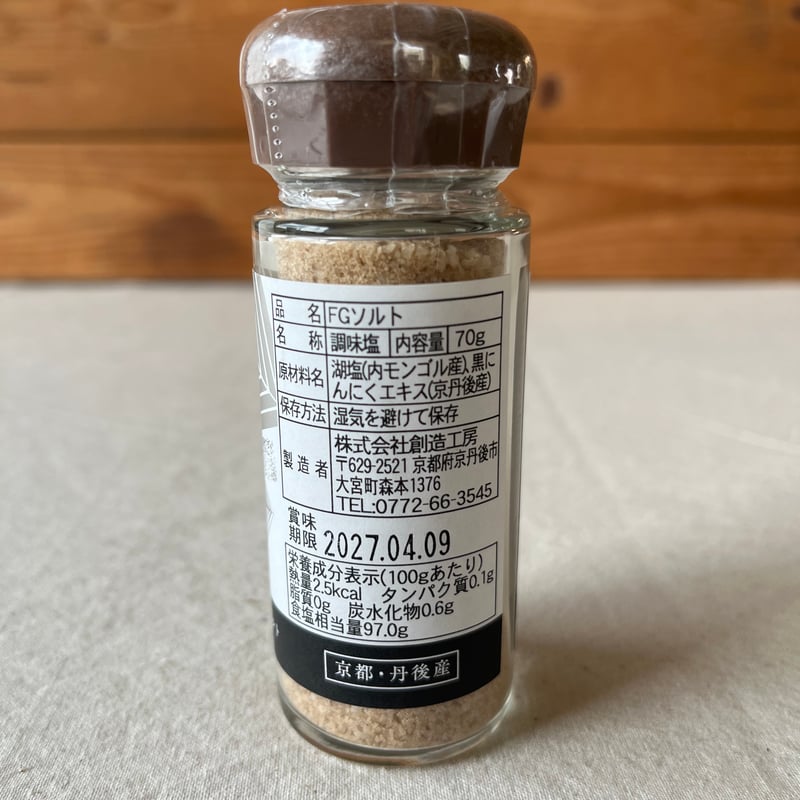 品名 FGソルト
名称 調味塩 内容量 70g
原材料名 湖塩(内モンゴル産)、黒に
んにくエキス(京丹後産)
保存方法 湿気を避けて保存
製造者 株式会社創造工房
〒629-2521 京都府京丹後市
大宮町森本1376
TEL:0772-66-3545
賞味
期限 2027.04.09
栄養成分表示(100gあたり)
熱量2.5kcal タンパク質0.1g
脂質0g 炭水化物0.6g
食塩相当量97.0g
京都・丹後産